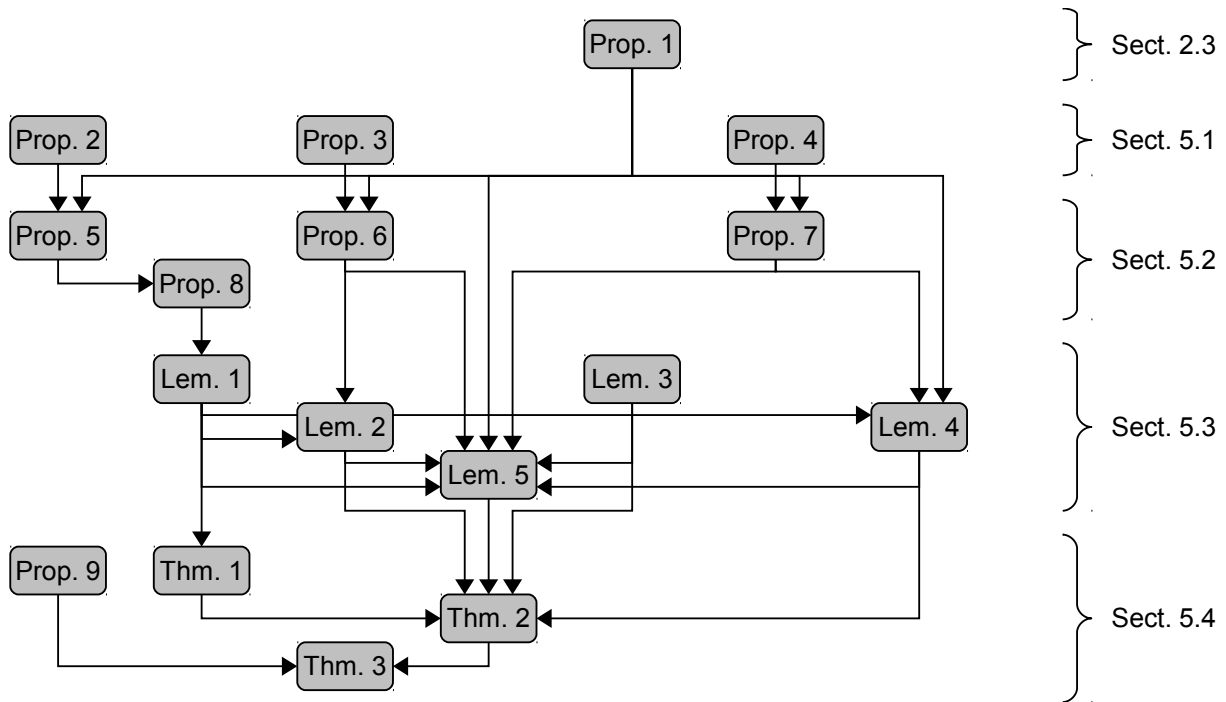 Prop. 1
Sect. 2.3
Prop. 2
Prop. 3
Prop. 4
Sect. 5.1
Prop. 5
Prop. 6
Prop. 7
Sect. 5.2
Prop. 8
Lem. 1
Lem. 3
Lem. 2
Lem. 4
Sect. 5.3
Lem. 5
Prop. 9
Thm. 1
Thm. 2
Sect. 5.4
Thm. 3